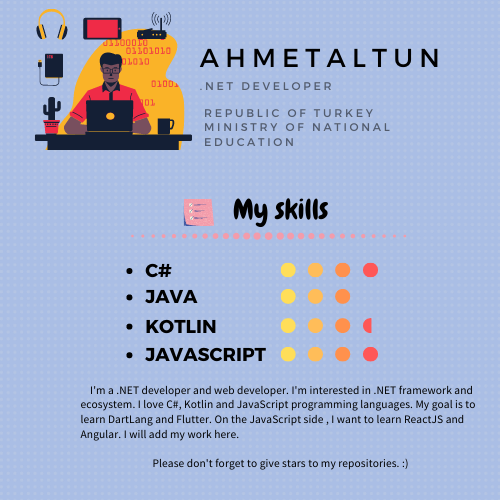 01100010
01101010
01001
001
AHMETALTUN
.NET DEVELOPER
REPUBLIC OF TURKEY
MINISTRY OF NATIONAL
EDUCATION
My skills
C#
JAVA
KOTLIN
JAVASCRIPT
I'm a .NET developer and web developer. I'm interested in .NET framework and
ecosystem. I love C#, Kotlin and JavaScript programming languages. My goal is to
learn DartLang and Flutter. On the JavaScript side , I want to learn ReactJS and
Angular. I will add my work here.
Please don't forget to give stars to my repositories. :)